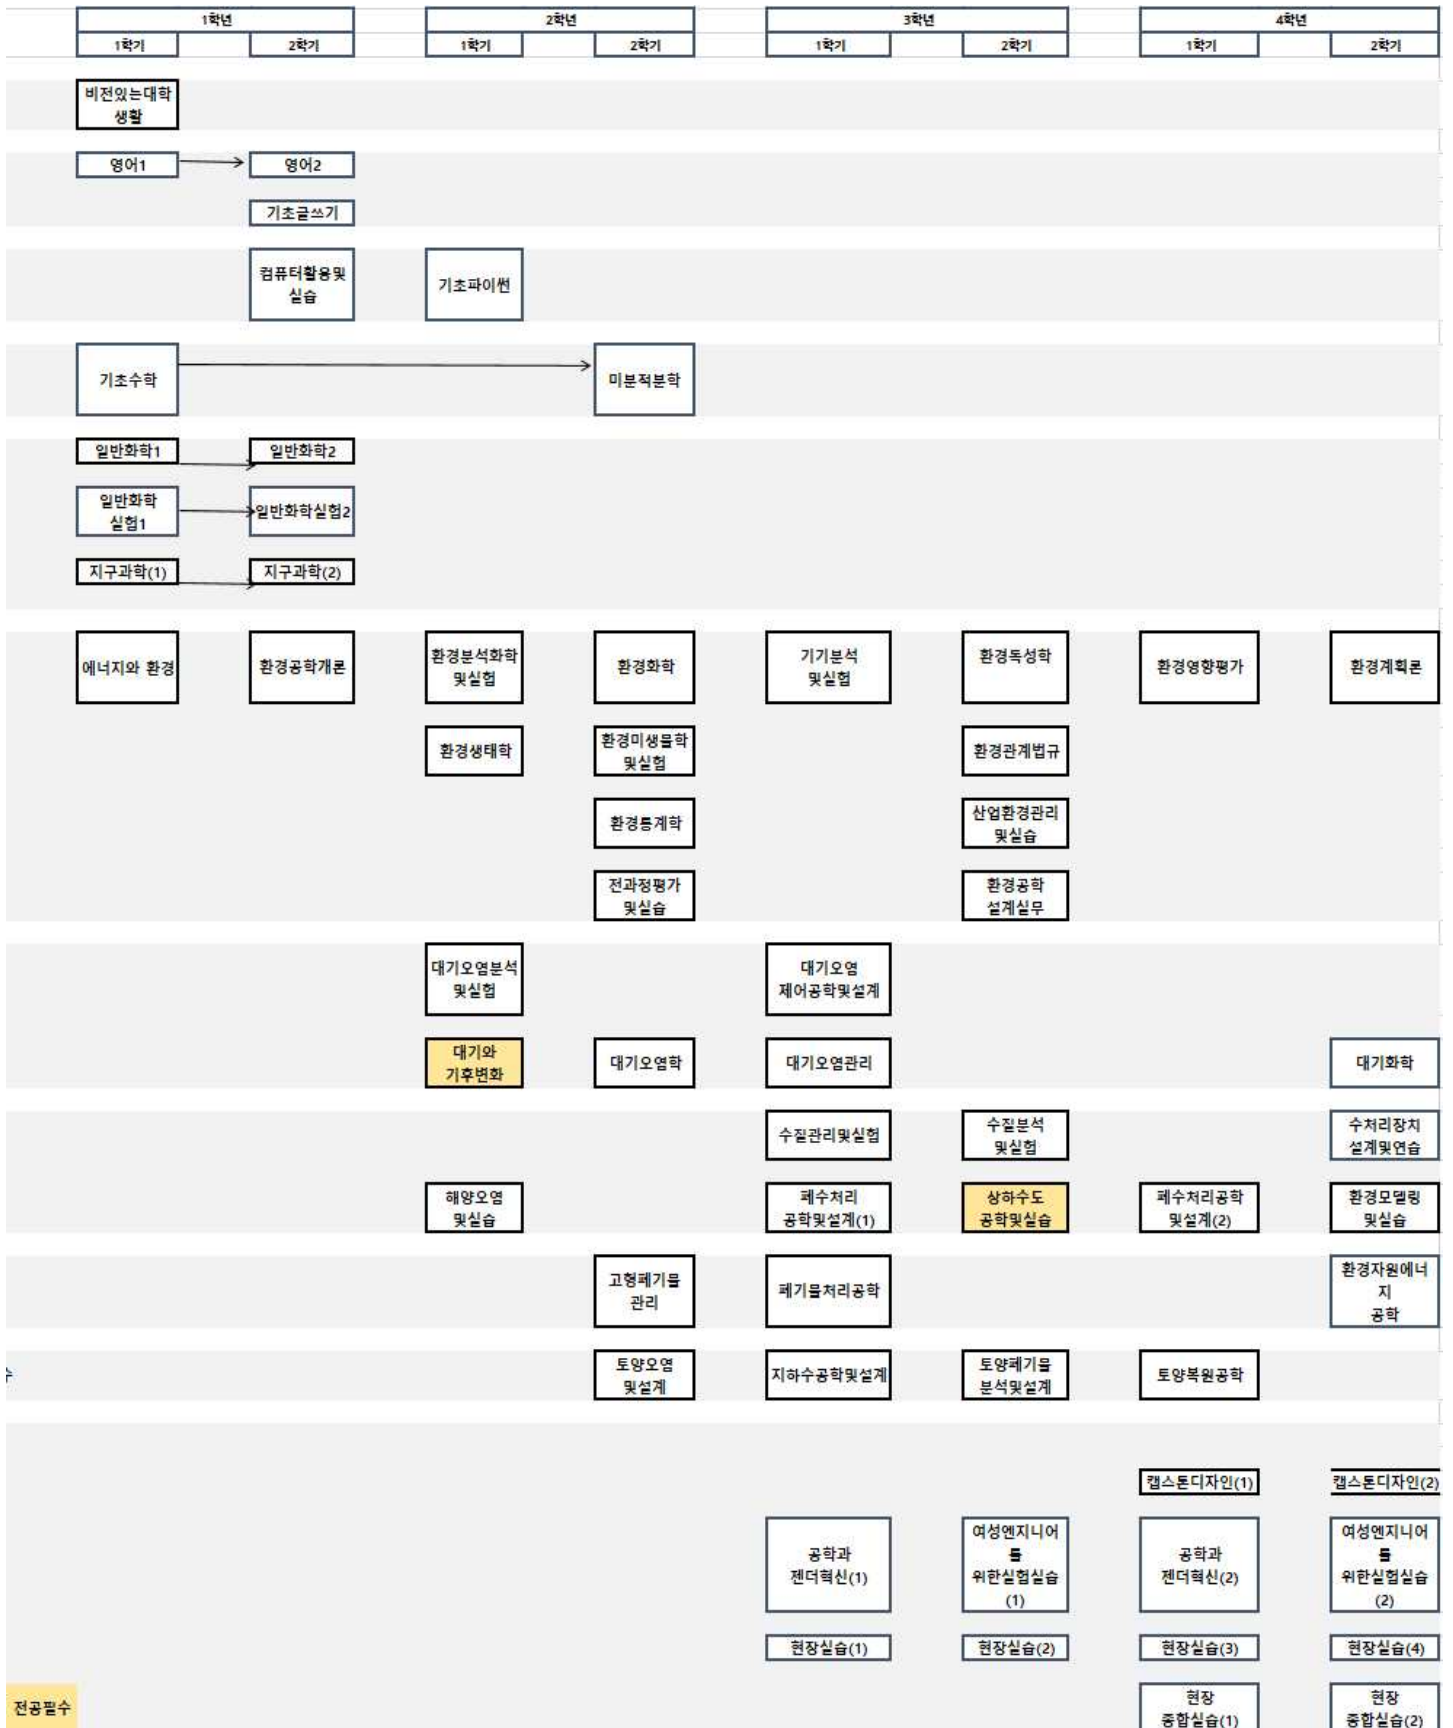 1학년 2학년 3학년 4학년
1학기 2학기 1학기 2학기 1학기 2학기 1학기 2학기
비전있는대학
생활
영어1 영어2
기초글쓰기
컴퓨터활용및
실습
기초파이썬
기초수학 미분적분학
일반화학1 일반화학2
일반화학
실험1
일반화학실험2
지구과학(1) 지구과학(2)
에너지와 환경
환경공학개론
환경분석화학
및실험
환경화학
기기분석
및실험
환경독성학
환경영향평가
환경계획론
환경생태학
환경미생물학
및실험
환경관계법규
환경통계학
산업환경관리
및실습
전과정평가
및실습
환경공학
설계실무
대기오염분석
및실험
대기오염
제어공학및설계
대기와
기후변화
대기오염학
대기오염관리
대기화학
수질관리및실험
수질분석
및실험
수처리장치
설계및연습
해양오염
및실습
폐수처리
공학및설계(1)
상하수도
공학및실습
폐수처리공학
및설계(2)
환경모델링
및실습
고형폐기물
관리
폐기물처리공학
환경자원에너
지
공학
토양오염
및설계
지하수공학및설계
토양폐기물
분석및설계
토양복원공학
캡스톤디자인(1) 캡스톤디자인(2)
공학과
젠더혁신(1)
여성엔지니어
를
위한실험실습
(1)
공학과
젠더혁신(2)
여성엔지니어
를
위한실험실습
(2)
현장실습(1) 현장실습(2) 현장실습(3) 현장실습(4)
전공필수
현장
종합실습(1)
현장
종합실습(2)